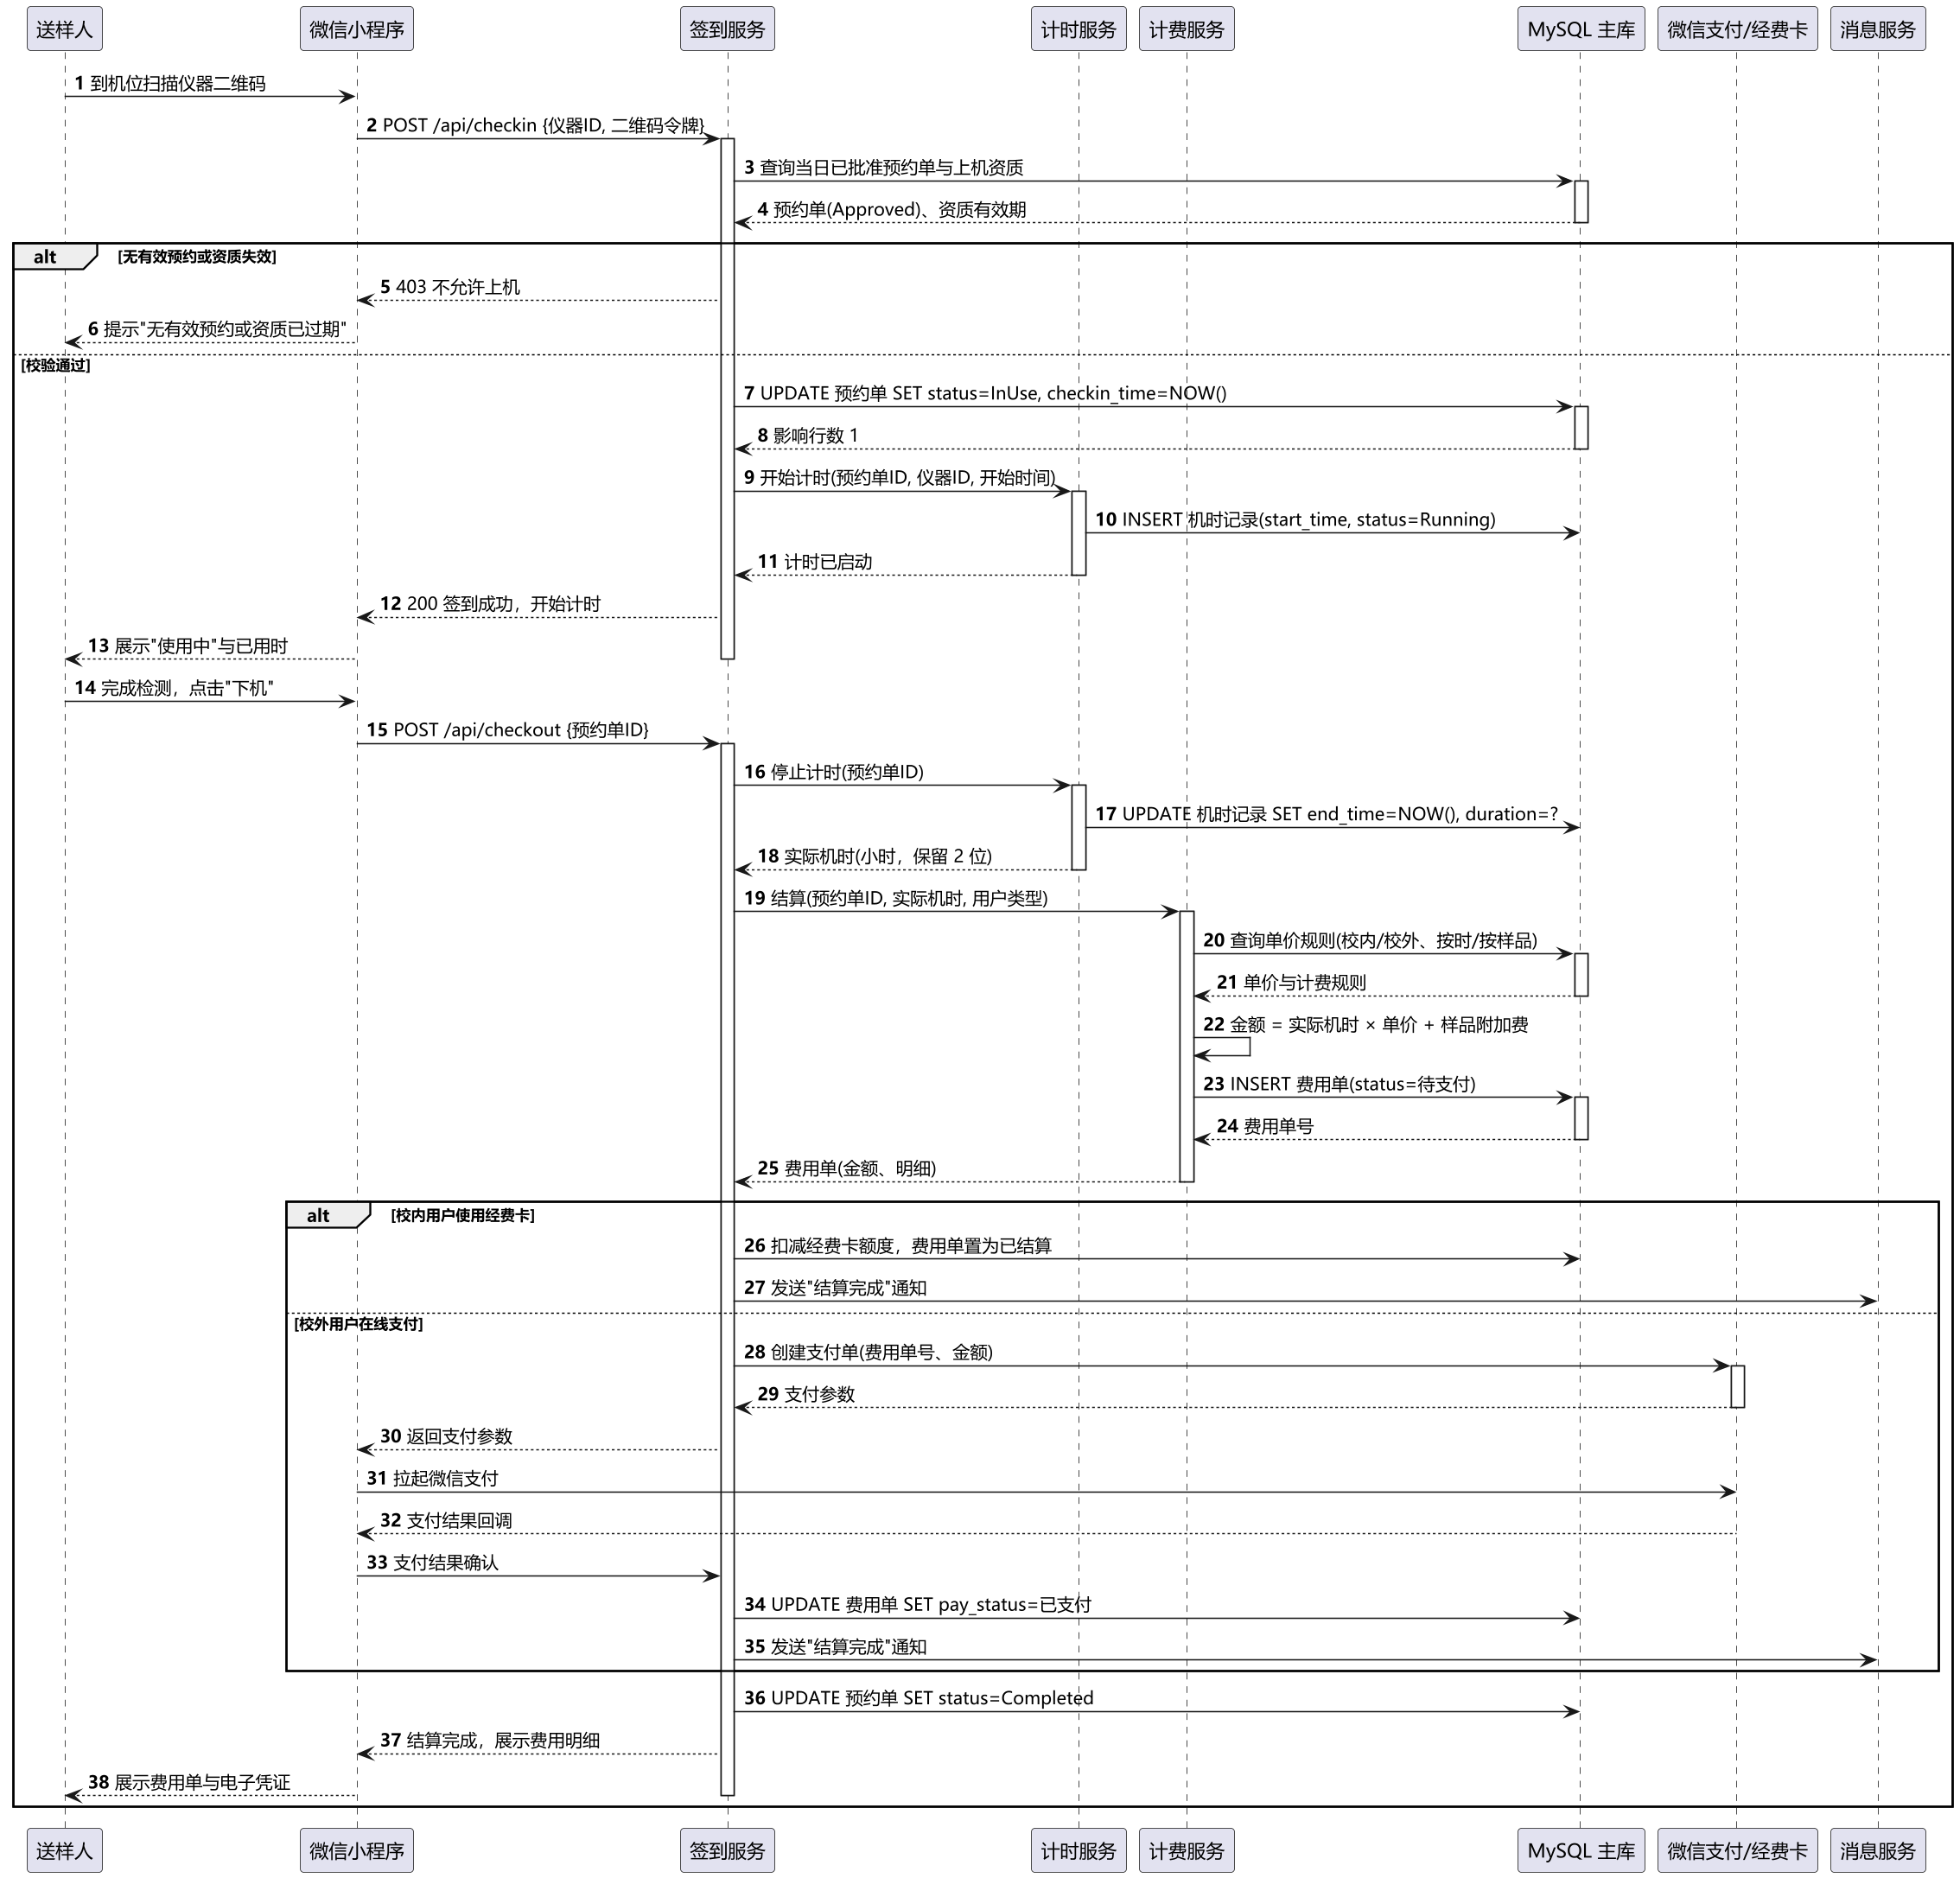 送样人 微信小程序 签到服务 计时服务 计费服务 MySQL 主库 微信支付/经费卡 消息服务
1 到机位扫描仪器二维码
2 POST /api/checkin {仪器ID, 二维码令牌}
3 查询当日已批准预约单与上机资质
4 预约单(Approved)、资质有效期
alt [无有效预约或资质失效]
5 403 不允许上机
6 提示"无有效预约或资质已过期"
[校验通过]
7 UPDATE 预约单 SET status=InUse, checkin_time=NOW()
8 影响行数 1
9 开始计时(预约单ID, 仪器ID, 开始时间)
10 INSERT 机时记录(start_time, status=Running)
11 计时已启动
12 200 签到成功，开始计时
13 展示"使用中"与已用时
14 完成检测，点击"下机"
15 POST /api/checkout {预约单ID}
16 停止计时(预约单ID)
17 UPDATE 机时记录 SET end_time=NOW(), duration=?
18 实际机时(小时，保留 2 位)
19 结算(预约单ID, 实际机时, 用户类型)
20 查询单价规则(校内/校外、按时/按样品)
21 单价与计费规则
22 金额 = 实际机时 × 单价 + 样品附加费
23 INSERT 费用单(status=待支付)
24 费用单号
25 费用单(金额、明细)
alt [校内用户使用经费卡]
26 扣减经费卡额度，费用单置为已结算
27 发送"结算完成"通知
[校外用户在线支付]
28 创建支付单(费用单号、金额)
29 支付参数
30 返回支付参数
31 拉起微信支付
32 支付结果回调
33 支付结果确认
34 UPDATE 费用单 SET pay_status=已支付
35 发送"结算完成"通知
36 UPDATE 预约单 SET status=Completed
37 结算完成，展示费用明细
38 展示费用单与电子凭证
送样人 微信小程序 签到服务 计时服务 计费服务 MySQL 主库 微信支付/经费卡 消息服务